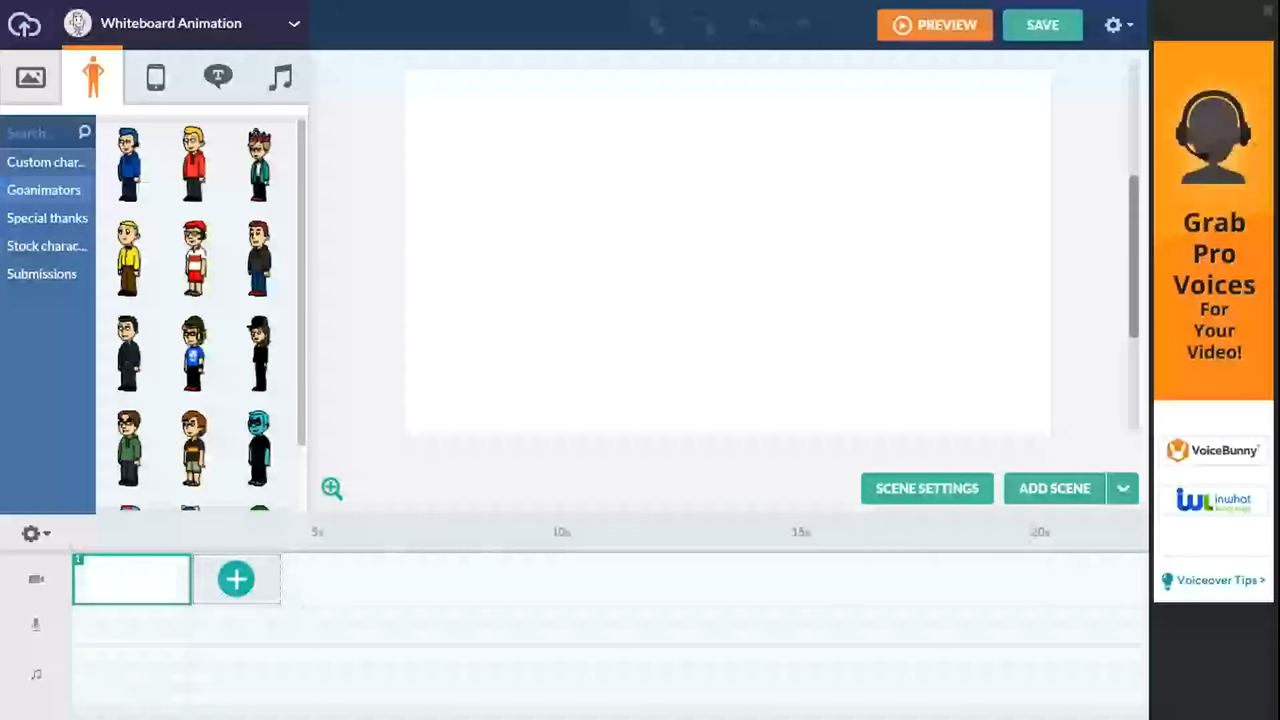 Whiteboard Animation
PREVIEW
SAVE
Search...
Custom char...
Goanimators
Special thanks
Stock charac...
Submissions
SCENE SETTINGS
ADD SCENE
5s
10s
15s
20s
1
Grab
Pro
Voices
For
Your
Video!
VoiceBunny
inwhat
Voiceover Tips >